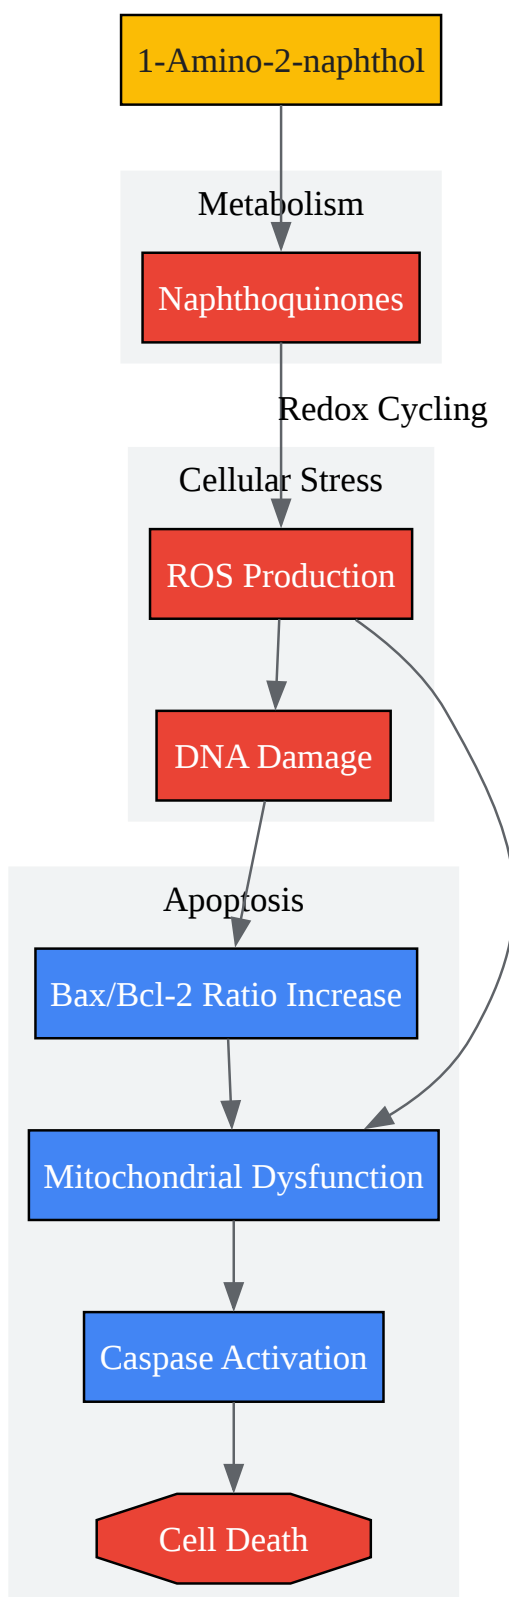 1-Amino-2-naphthol
Metabolism
Naphthoquinones
Redox Cycling
Cellular Stress
ROS Production
DNA Damage
Apoptosis
Bax/Bcl-2 Ratio Increase
Mitochondrial Dysfunction
Caspase Activation
Cell Death